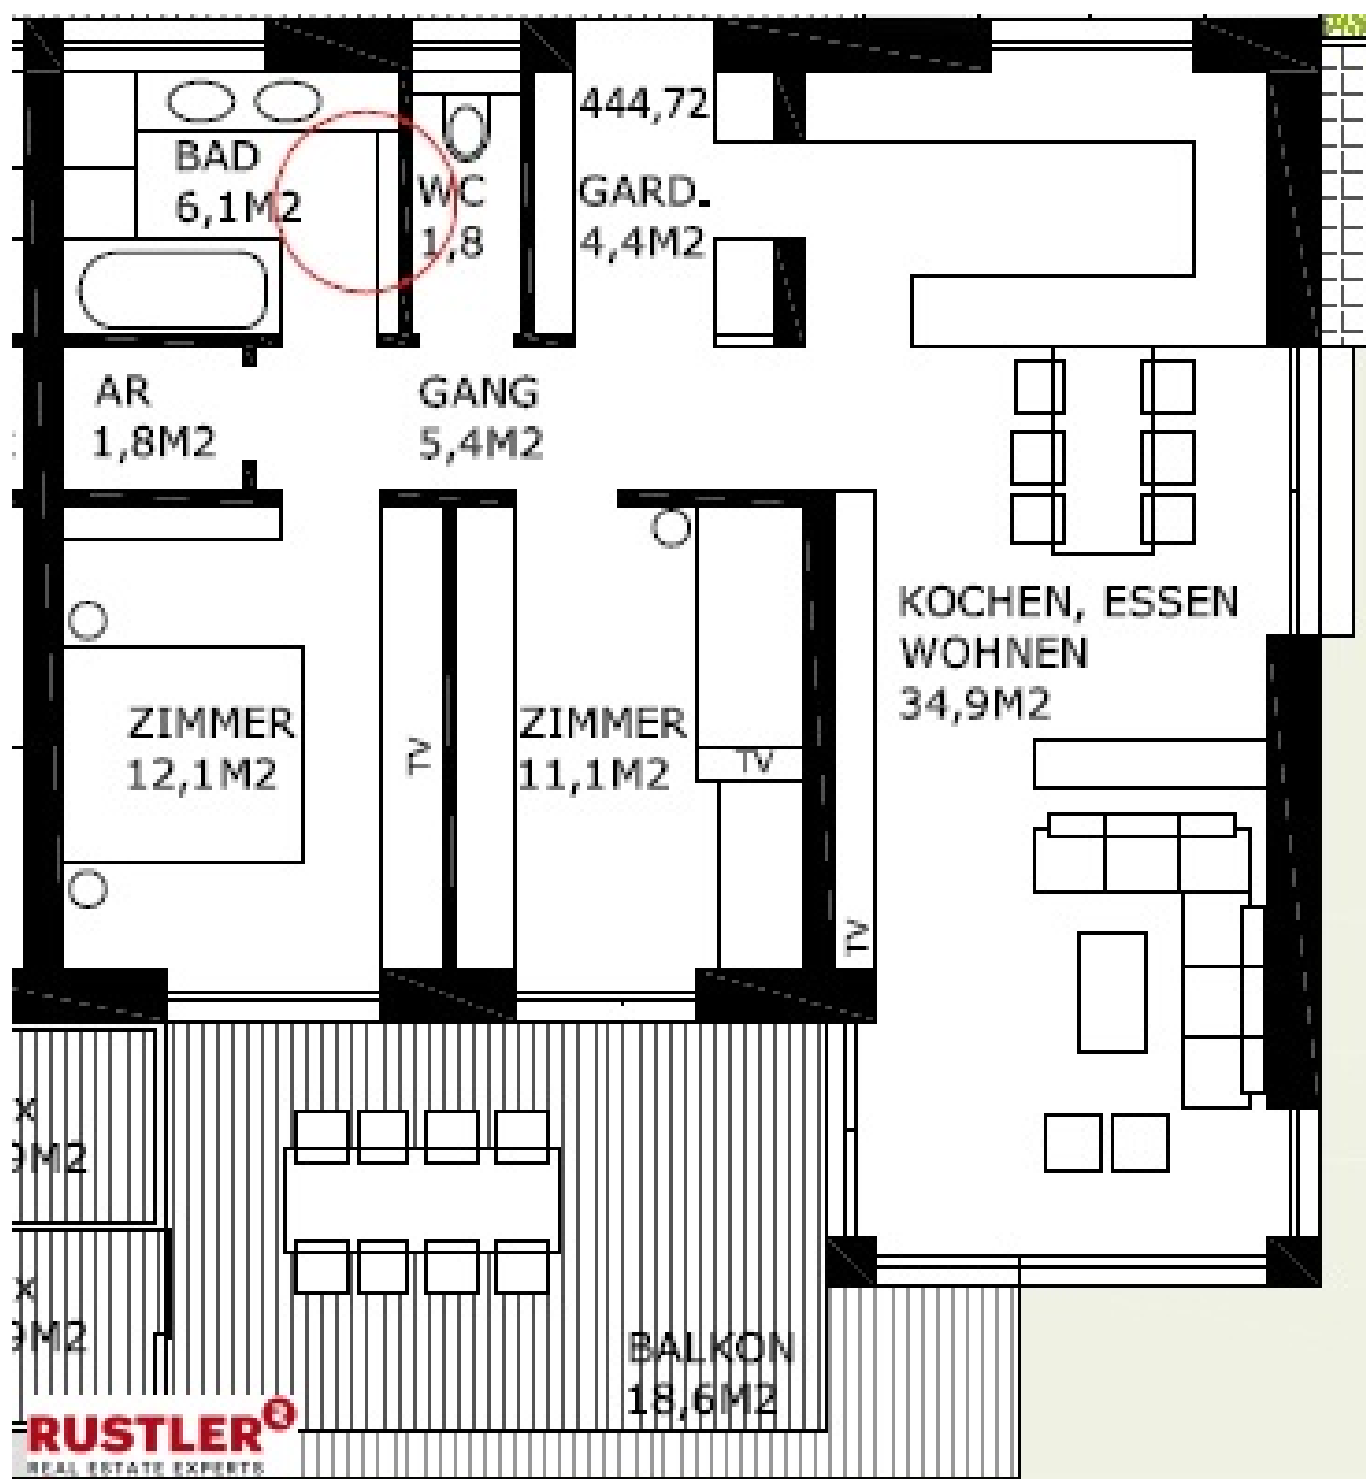 444,72
BAD
6,1M2
WC
1,8
GARD.
4,4M2
AR
1,8M2
GANG
5,4M2
KOCHEN, ESSEN
WOHNEN
34,9M2
ZIMMER
12,1M2
TV
ZIMMER
11,1M2
TV
TV
x
9M2
x
9M2
BALKON
18,6M2
RUSTLER
REAL ESTATE EXPERTS